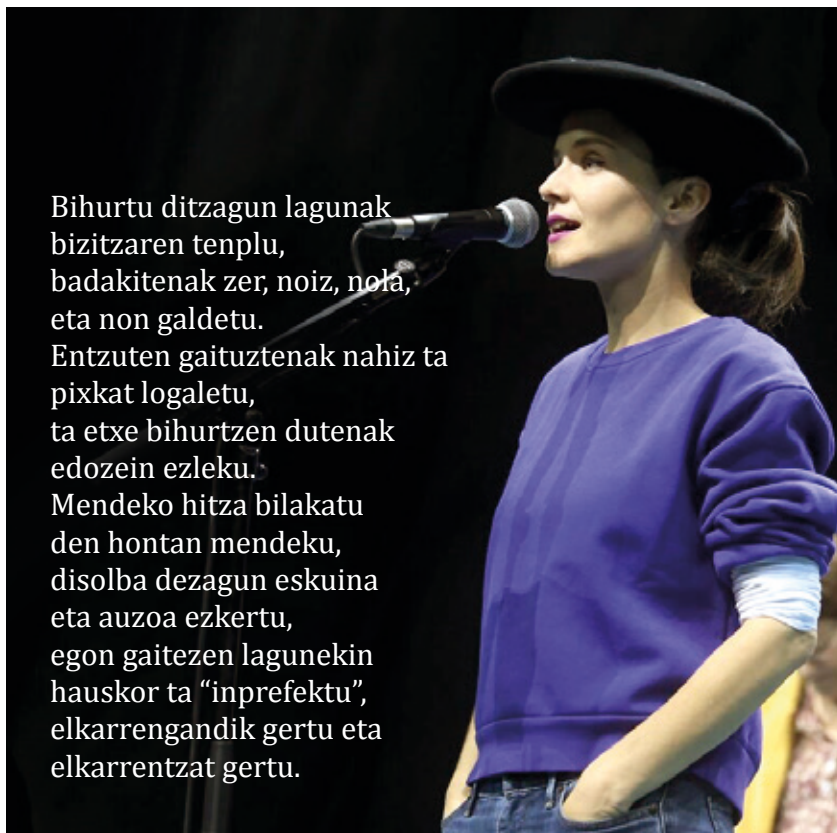 Bihurtu ditzagun lagunak
bizitzaren tenplu,
badakitenak zer, noiz, nola,
eta non galdetu.
Entzuten gaituztenak nahiz ta
pixkat logaletu,
ta etxe bihurtzen dutenak
edozein ezleku.
Mendeko hitza bilakatu
den hontan mendeku,
disolba dezagun eskuina
eta auzoa ezkertu,
egon gaitezen lagunekin
hauskor ta “inprefektu”,
elkarrengandik gertu eta
elkarrentzat gertu.